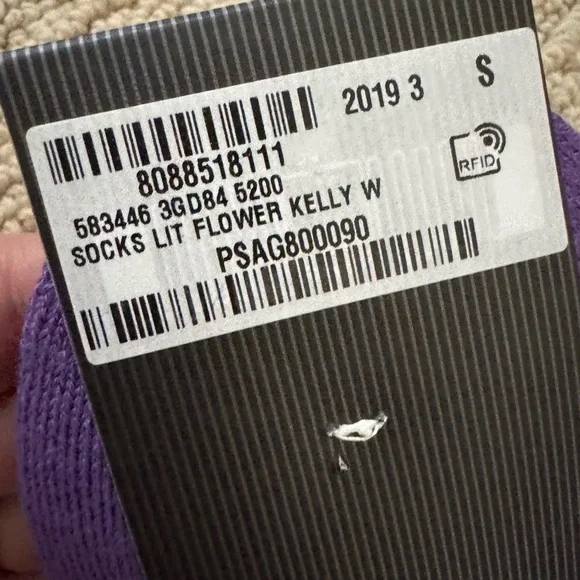 2019 3 S
8088518111
583446 3GD84 5200
SOCKS LIT FLOWER KELLY W
PSAG800090
RFID